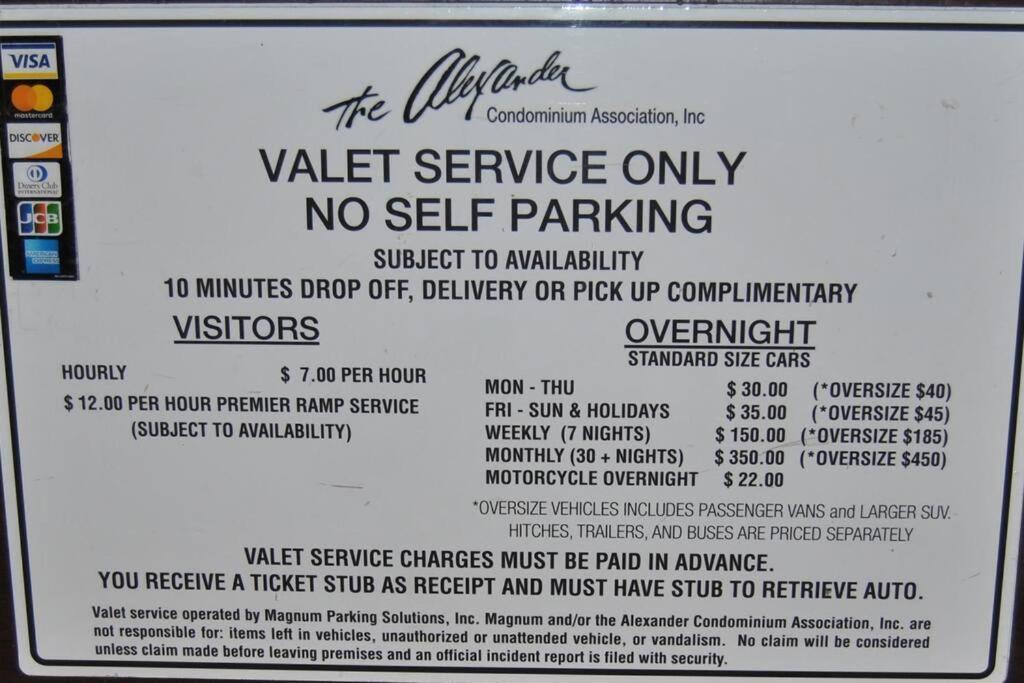 VISA
mastercard
DISCOVER
Diners Club
INTERNATIONAL
JCB
AMERICAN
EXPRESS
The Alexander
Condominium Association, Inc
VALET SERVICE ONLY
NO SELF PARKING
SUBJECT TO AVAILABILITY
10 MINUTES DROP OFF, DELIVERY OR PICK UP COMPLIMENTARY
VISITORS
HOURLY $ 7.00 PER HOUR
$ 12.00 PER HOUR PREMIER RAMP SERVICE
(SUBJECT TO AVAILABILITY)
OVERNIGHT
STANDARD SIZE CARS
MON - THU $ 30.00 (*OVERSIZE $40)
FRI - SUN & HOLIDAYS $ 35.00 (*OVERSIZE $45)
WEEKLY (7 NIGHTS) $ 150.00 (*OVERSIZE $185)
MONTHLY (30 + NIGHTS) $ 350.00 (*OVERSIZE $450)
MOTORCYCLE OVERNIGHT $ 22.00
*OVERSIZE VEHICLES INCLUDES PASSENGER VANS and LARGER SUV.
HITCHES, TRAILERS, AND BUSES ARE PRICED SEPARATELY
VALET SERVICE CHARGES MUST BE PAID IN ADVANCE.
YOU RECEIVE A TICKET STUB AS RECEIPT AND MUST HAVE STUB TO RETRIEVE AUTO.
Valet service operated by Magnum Parking Solutions, Inc. Magnum and/or the Alexander Condominium Association, Inc. are
not responsible for: items left in vehicles, unauthorized or unattended vehicle, or vandalism. No claim will be considered
unless claim made before leaving premises and an official incident report is filed with security.